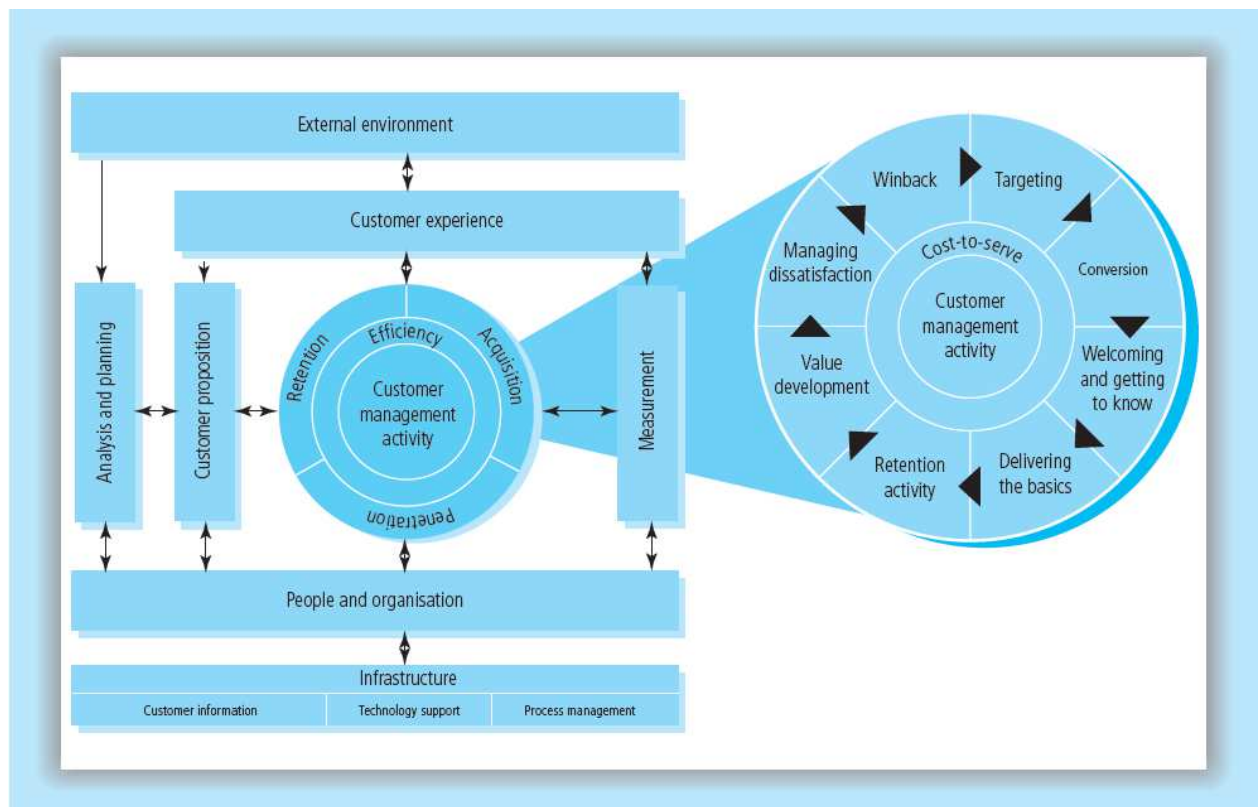 External environment
Customer experience
Analysis and planning
Customer proposition
Retention
Efficiency
Acquisition
Customer
management
activity
Penetration
Measurement
People and organisation
Infrastructure
Customer information
Technology support
Process management
Winback
Targeting
Managing
dissatisfaction
Cost-to-serve
Conversion
Customer
management
activity
Value
development
Welcoming
and getting
to know
Retention
activity
Delivering
the basics